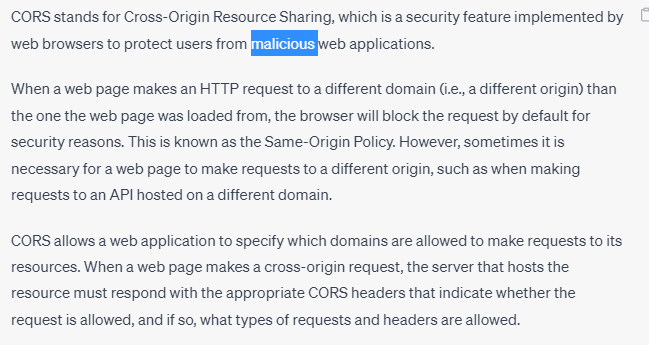 CORS stands for Cross-Origin Resource Sharing, which is a security feature implemented by
web browsers to protect users from malicious web applications.
When a web page makes an HTTP request to a different domain (i.e., a different origin) than
the one the web page was loaded from, the browser will block the request by default for
security reasons. This is known as the Same-Origin Policy. However, sometimes it is
necessary for a web page to make requests to a different origin, such as when making
requests to an API hosted on a different domain.
CORS allows a web application to specify which domains are allowed to make requests to its
resources. When a web page makes a cross-origin request, the server that hosts the
resource must respond with the appropriate CORS headers that indicate whether the
request is allowed, and if so, what types of requests and headers are allowed.